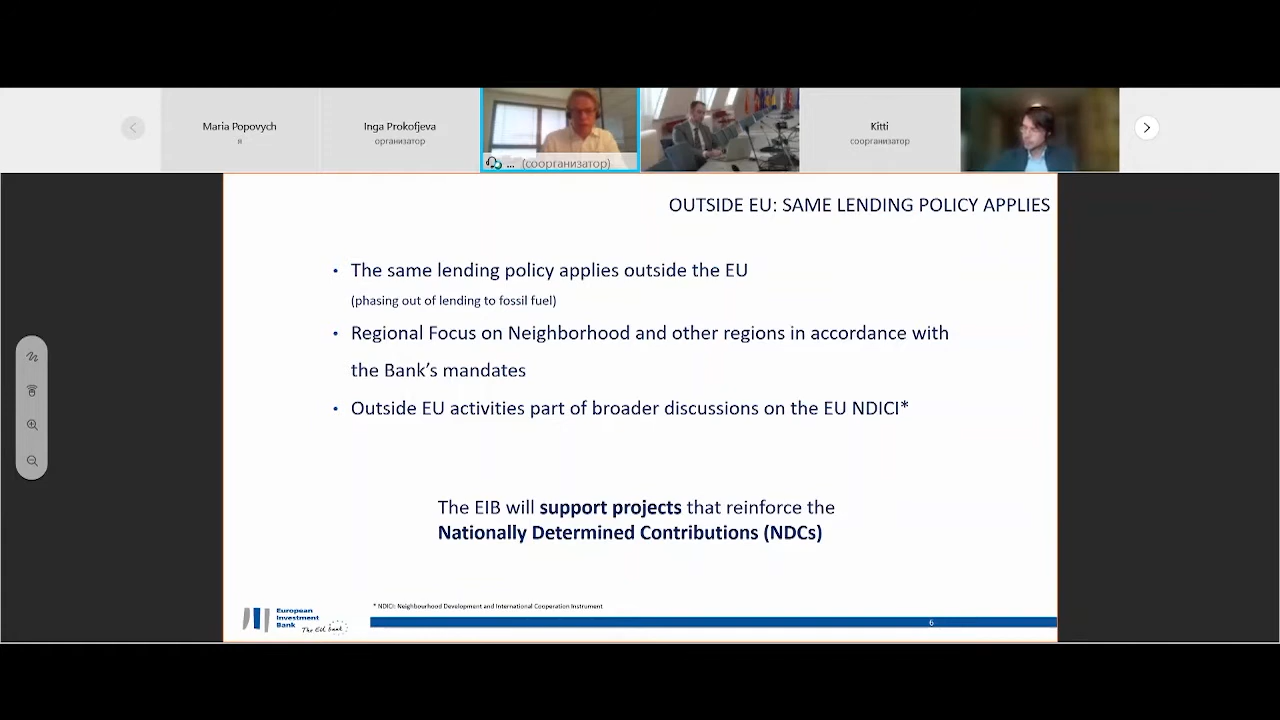 Maria Popovych
я
Inga Prokofjeva
организатор
... (соорганизатор)
Kitti
соорганизатор
OUTSIDE EU: SAME LENDING POLICY APPLIES
• The same lending policy applies outside the EU
(phasing out of lending to fossil fuel)
• Regional Focus on Neighborhood and other regions in accordance with
the Bank’s mandates
• Outside EU activities part of broader discussions on the EU NDICI*
The EIB will support projects that reinforce the
Nationally Determined Contributions (NDCs)
* NDICI: Neighbourhood Development and International Cooperation Instrument
European
Investment
Bank
The EU bank
6